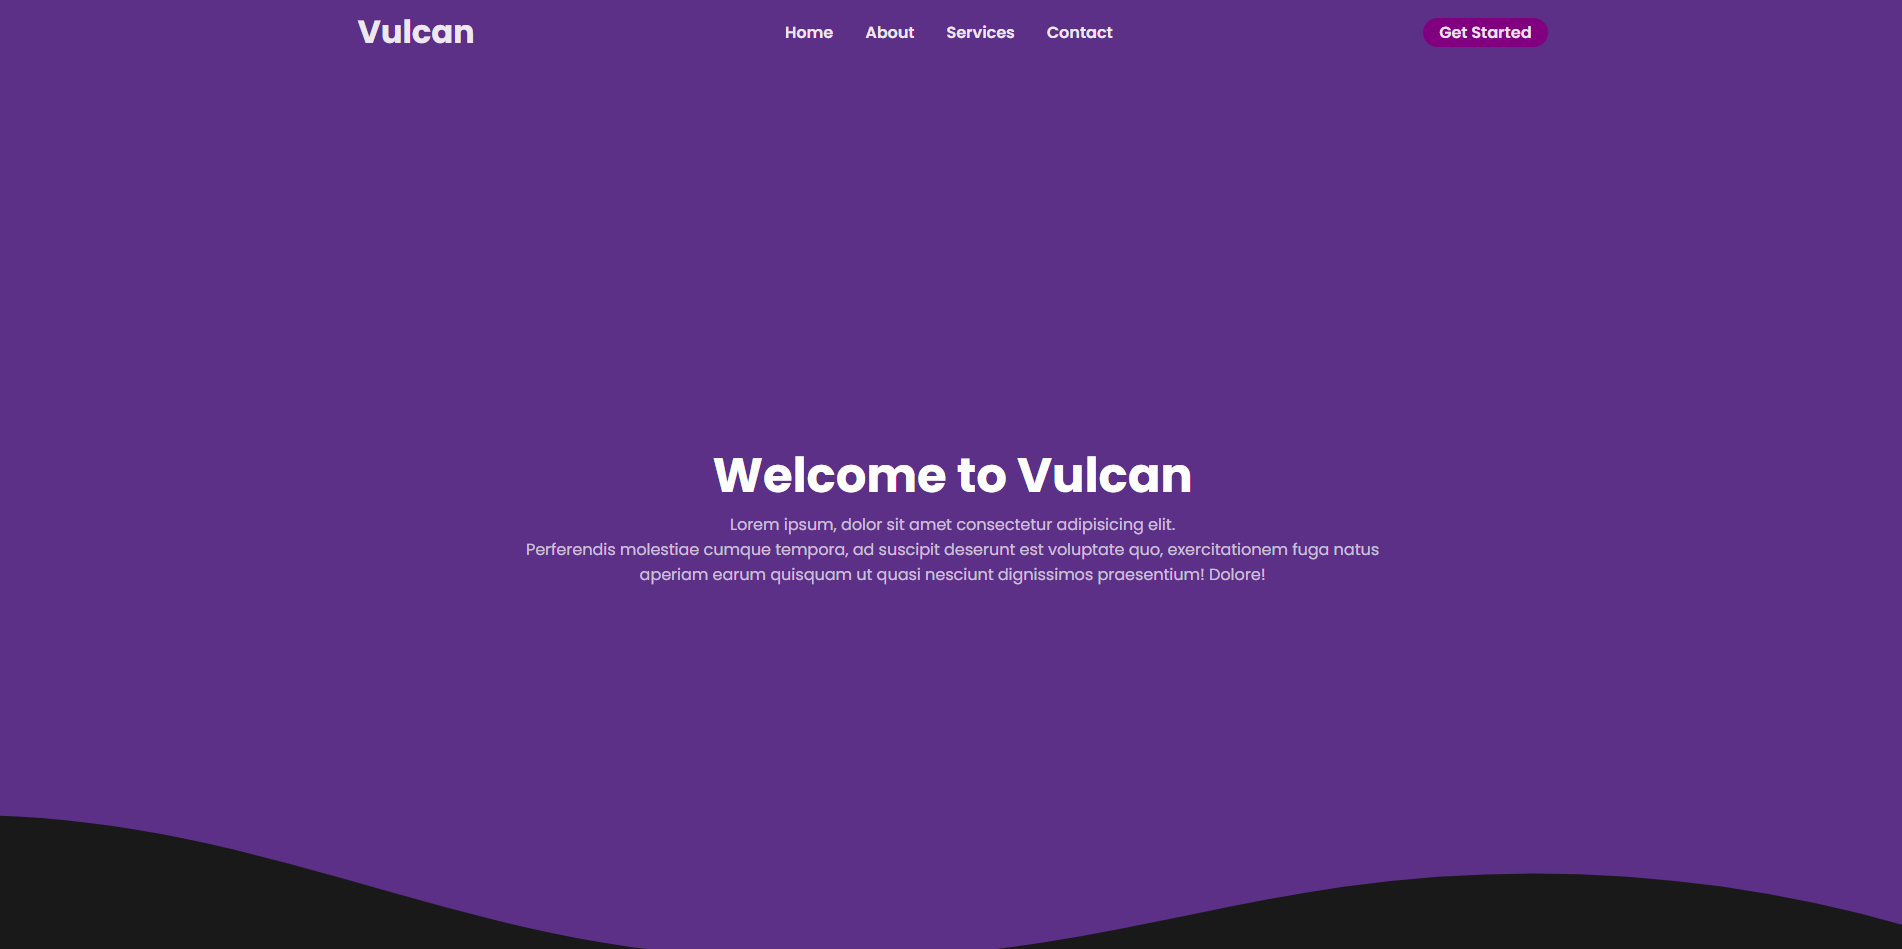 Vulcan
Home About Services Contact
Get Started
Welcome to Vulcan
Lorem ipsum, dolor sit amet consectetur adipisicing elit.
Perferendis molestiae cumque tempora, ad suscipit deserunt est voluptate quo, exercitationem fuga natus
aperiam earum quisquam ut quasi nesciunt dignissimos praesentium! Dolore!